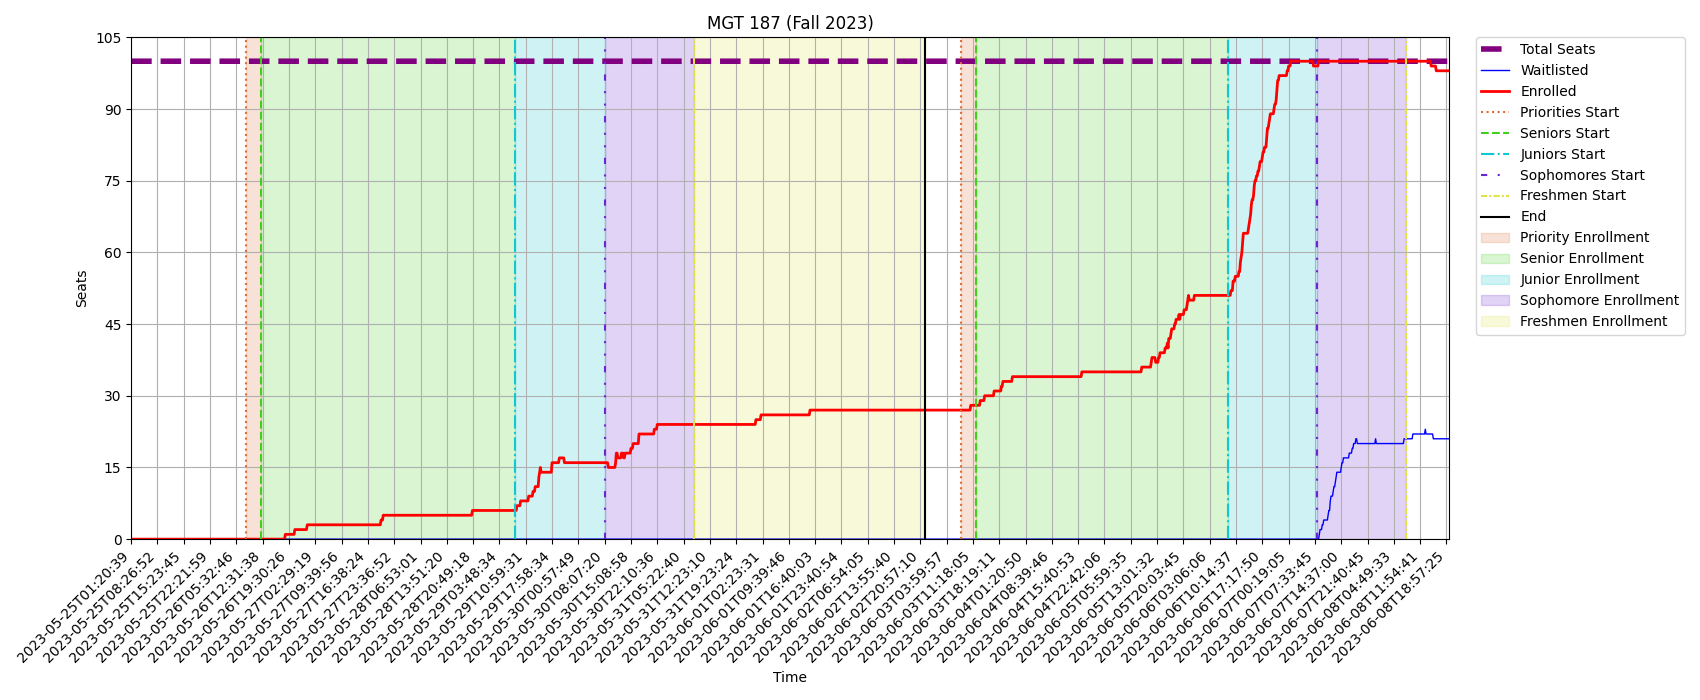 MGT 187 (Fall 2023)
105
90
75
60
45
30
15
0
Seats
2023-05-25T01:20:39
2023-05-25T08:26:52
2023-05-25T15:23:45
2023-05-25T22:21:59
2023-05-26T05:32:46
2023-05-26T12:31:38
2023-05-26T19:30:26
2023-05-27T02:29:19
2023-05-27T09:39:56
2023-05-27T16:38:24
2023-05-27T23:36:52
2023-05-28T06:53:01
2023-05-28T13:51:20
2023-05-28T20:49:18
2023-05-29T03:48:34
2023-05-29T10:59:31
2023-05-29T17:58:34
2023-05-30T00:57:49
2023-05-30T08:07:20
2023-05-30T15:08:58
2023-05-30T22:10:36
2023-05-31T05:22:40
2023-05-31T12:23:10
2023-05-31T19:23:24
2023-06-01T02:23:31
2023-06-01T09:39:46
2023-06-01T16:40:03
2023-06-01T23:40:54
2023-06-02T06:54:05
2023-06-02T13:55:40
2023-06-02T20:57:10
2023-06-03T03:59:57
2023-06-03T11:18:05
2023-06-03T18:19:11
2023-06-04T01:20:50
2023-06-04T08:39:46
2023-06-04T15:40:53
2023-06-04T22:42:06
2023-06-05T05:59:35
2023-06-05T13:01:32
2023-06-05T20:03:45
2023-06-06T03:06:06
2023-06-06T10:14:37
2023-06-06T17:17:50
2023-06-07T00:19:05
2023-06-07T07:33:45
2023-06-07T14:37:00
2023-06-07T21:40:45
2023-06-08T04:49:33
2023-06-08T11:54:41
2023-06-08T18:57:25
Time
Total Seats
Waitlisted
Enrolled
Priorities Start
Seniors Start
Juniors Start
Sophomores Start
Freshmen Start
End
Priority Enrollment
Senior Enrollment
Junior Enrollment
Sophomore Enrollment
Freshmen Enrollment